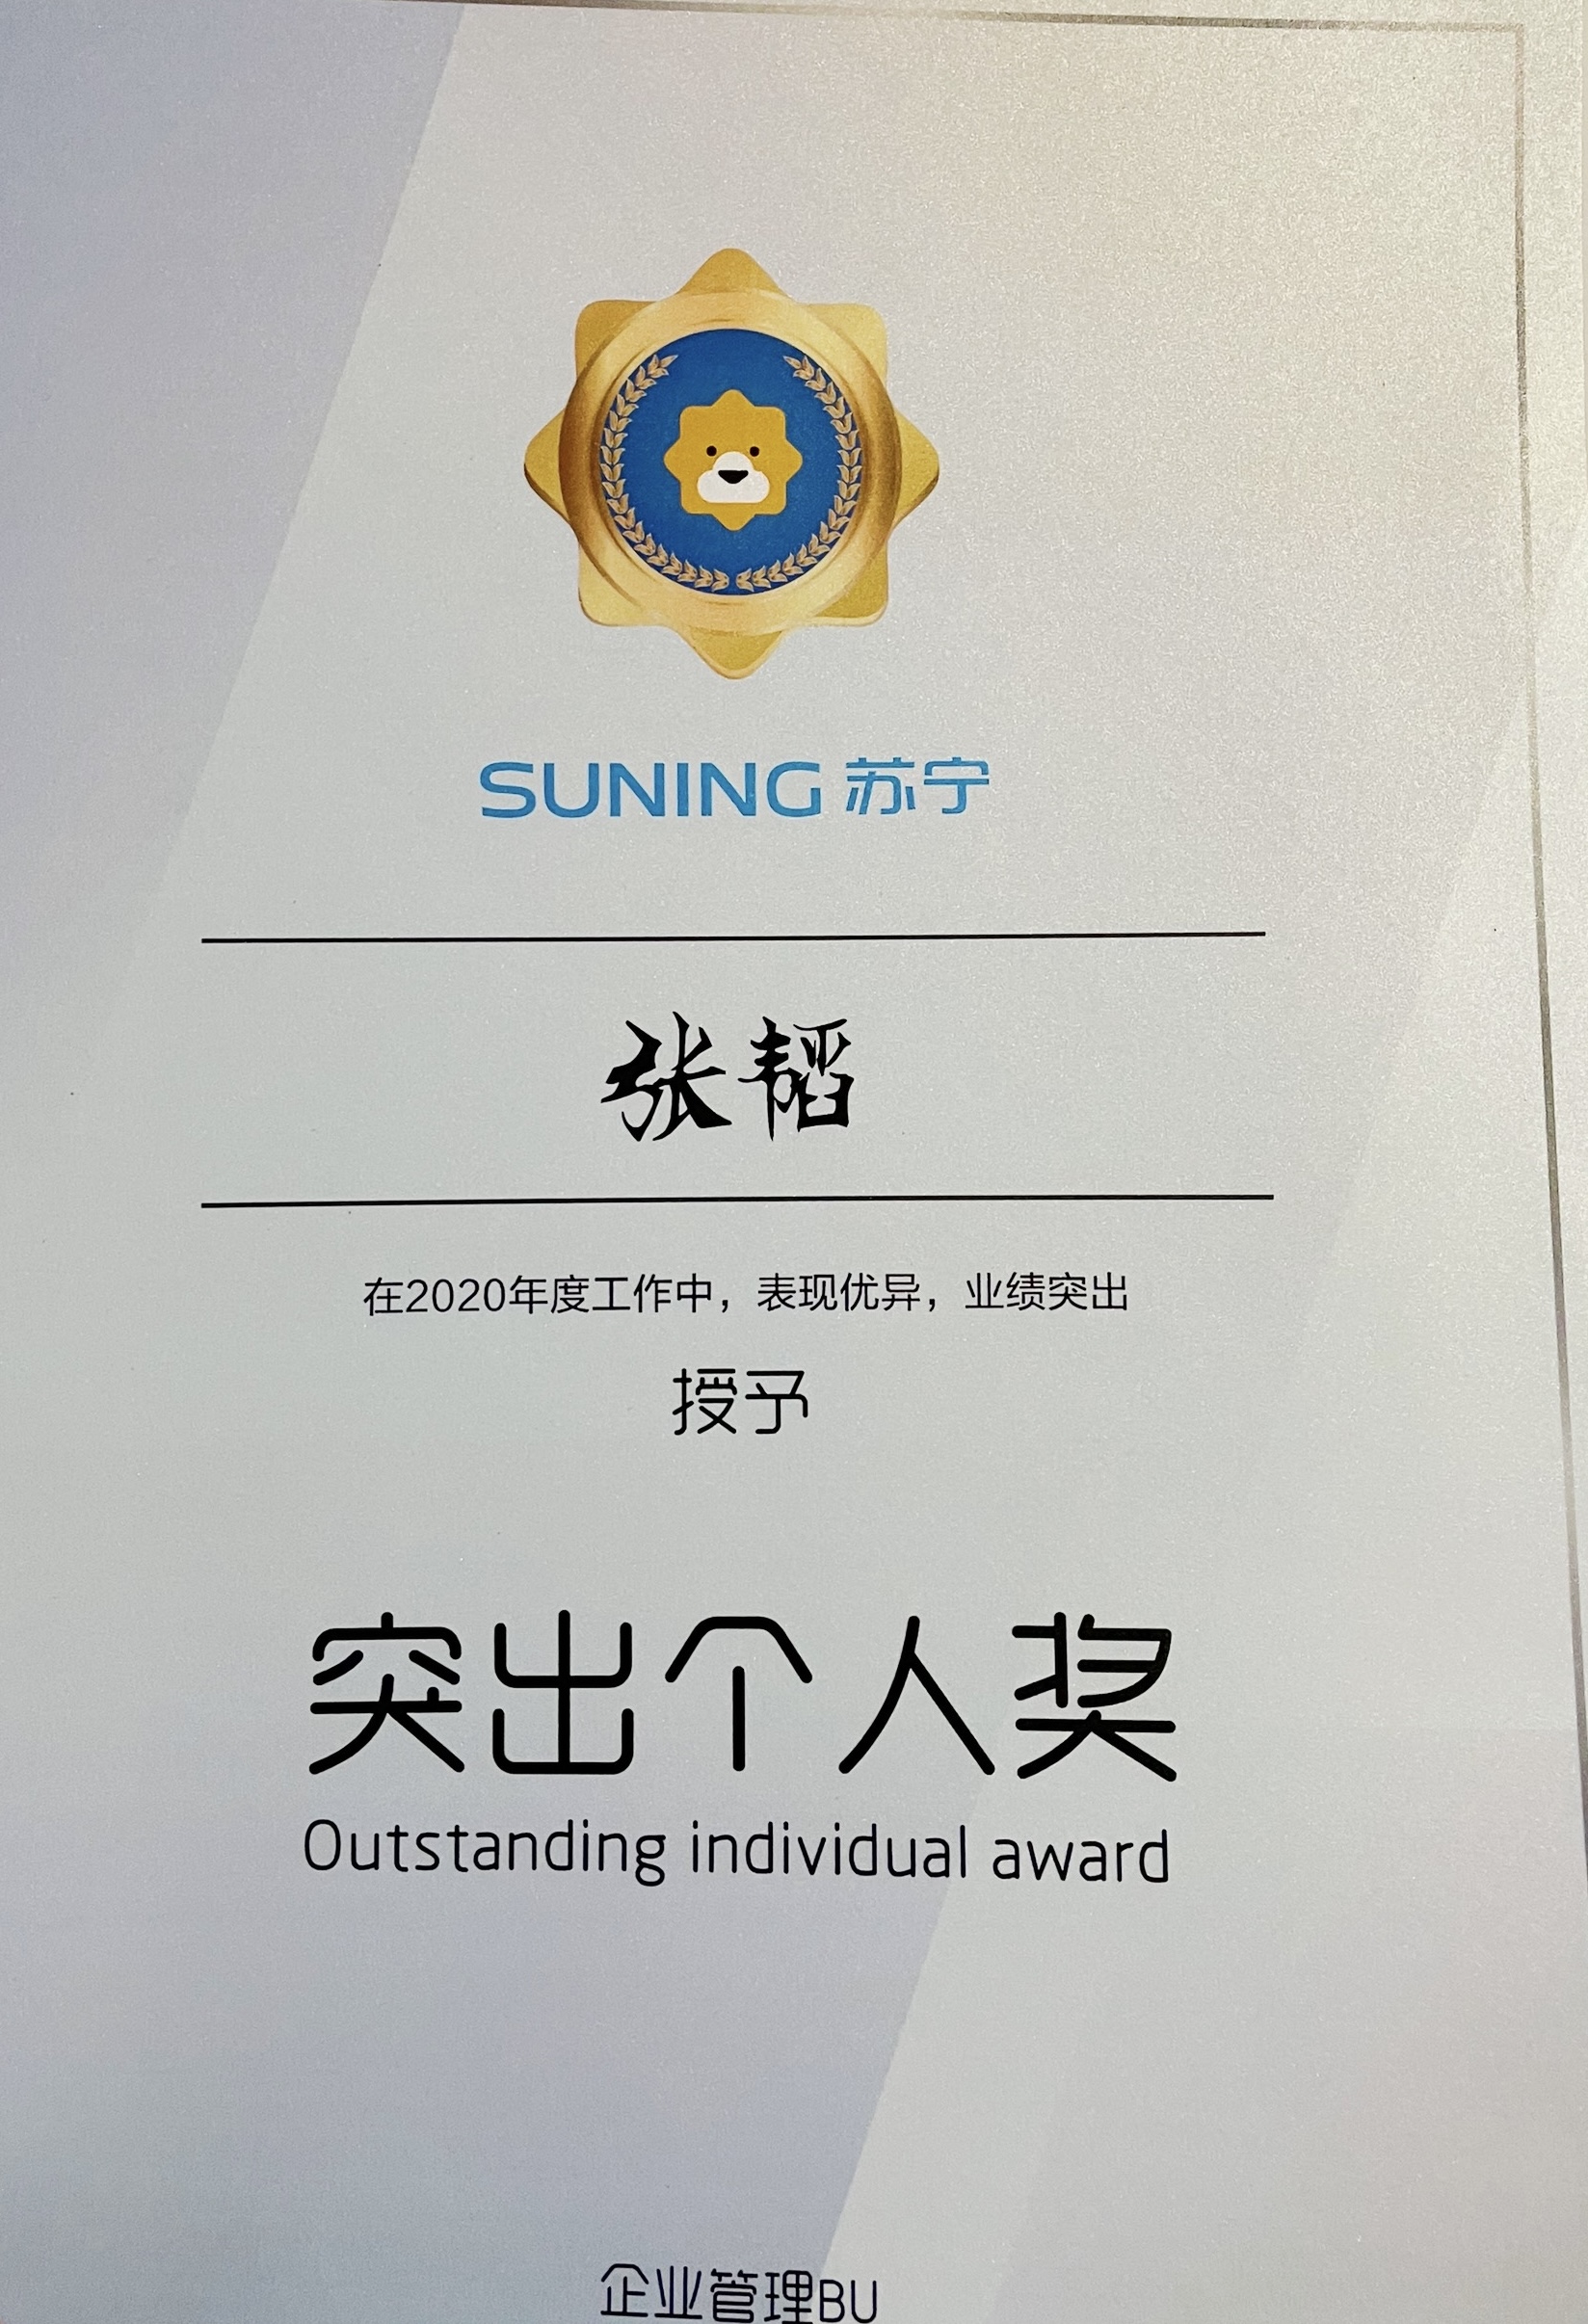 SUNING 苏宁
张韬
在2020年度工作中，表现优异，业绩突出
授予
突出个人奖
Outstanding individual award
企业管理BU